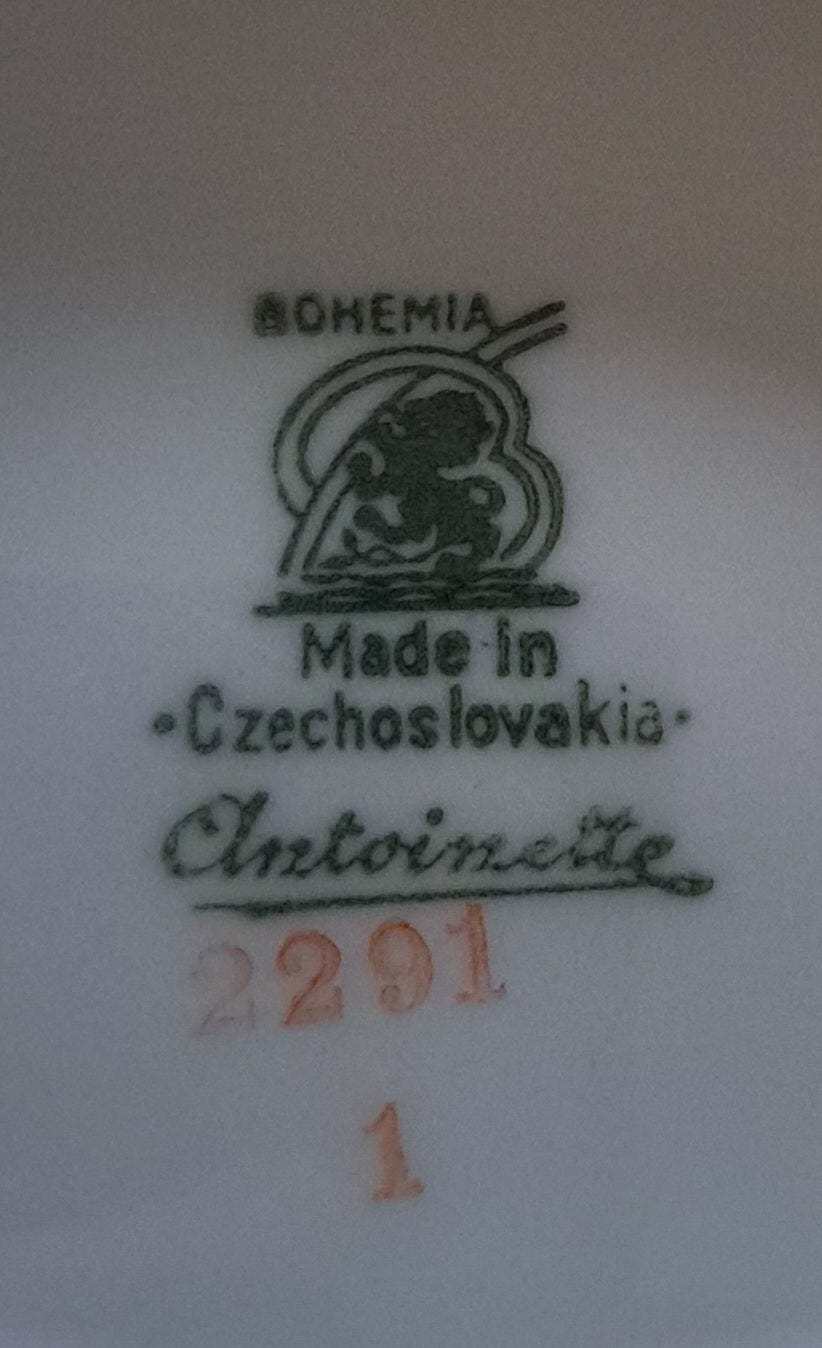 BOHEMIA
Made in
·Czechoslovakia·
Antoinette
2291
1